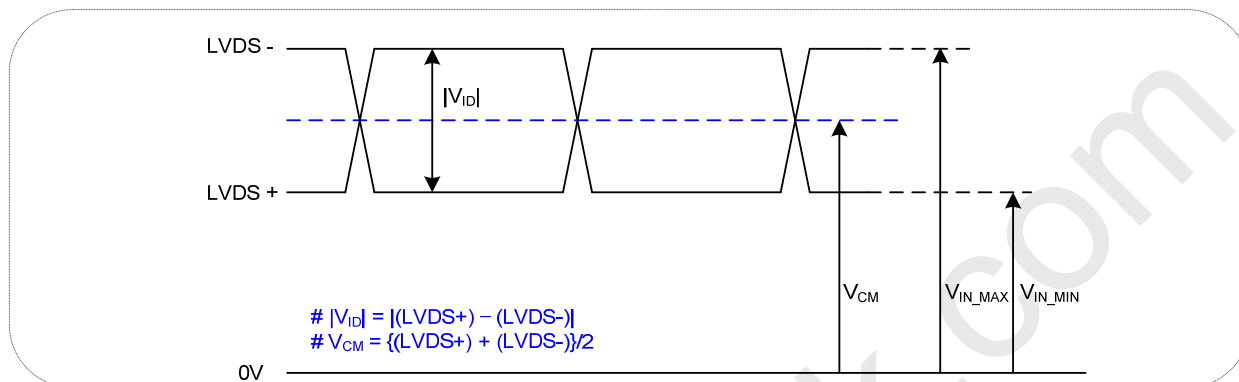 LVDS -
|VID|
LVDS +
VCM
VIN_MAX
VIN_MIN
# |VID| = |(LVDS+) – (LVDS-)|
# VCM = {(LVDS+) + (LVDS-)}/2
0V